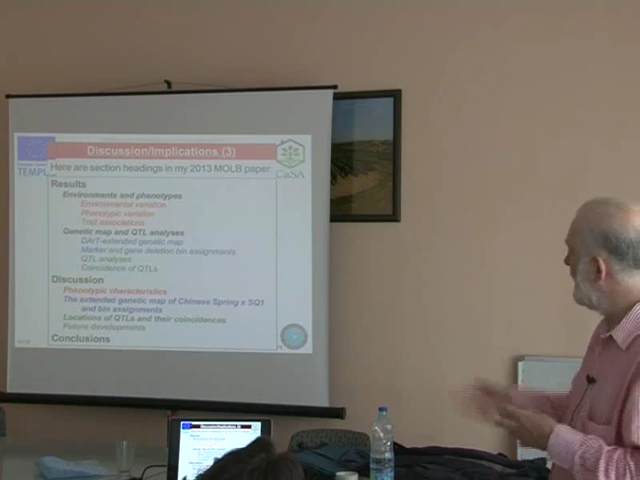 Discussion/Implications (3)
TEMPU
Here are section headings in my 2013 MOLB paper:
CaSA
Results
Environments and phenotypes
Environmental variation
Phenotypic variation
Trait associations
Genetic map and QTL analyses
DArT-extended genetic map
Marker and gene deletion bin assignments
QTL analyses
Coincidence of QTLs
Discussion
Phenotypic characteristics
The extended genetic map of Chinese Spring x SQ1
and bin assignments
Locations of QTLs and their coincidences
Future developments
Conclusions